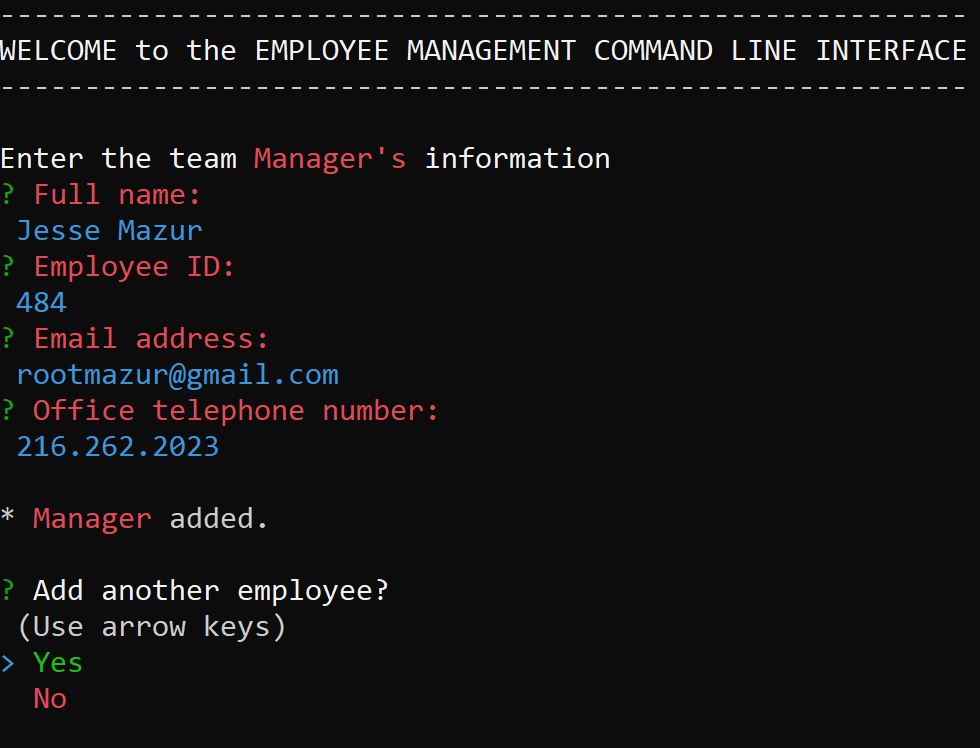 ---------------------------------------------------------
WELCOME to the EMPLOYEE MANAGEMENT COMMAND LINE INTERFACE
---------------------------------------------------------
Enter the team Manager's information
? Full name:
Jesse Mazur
? Employee ID:
484
? Email address:
rootmazur@gmail.com
? Office telephone number:
216.262.2023
* Manager added.
? Add another employee?
(Use arrow keys)
> Yes
No